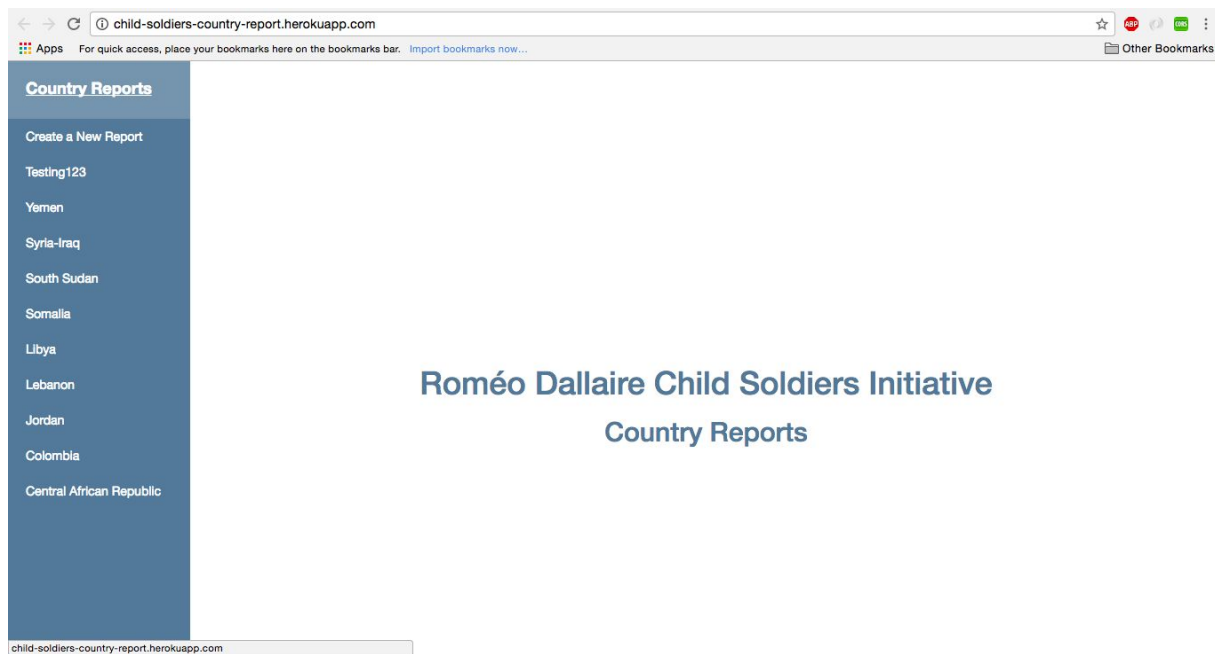 child-soldiers-country-report.herokuapp.com
ABP
CORS
Apps For quick access, place your bookmarks here on the bookmarks bar. Import bookmarks now... Other Bookmarks
Country Reports
Create a New Report
Testing123
Yemen
Syria-Iraq
South Sudan
Somalia
Libya
Lebanon
Jordan
Colombia
Central African Republic
Roméo Dallaire Child Soldiers Initiative
Country Reports
child-soldiers-country-report.herokuapp.com